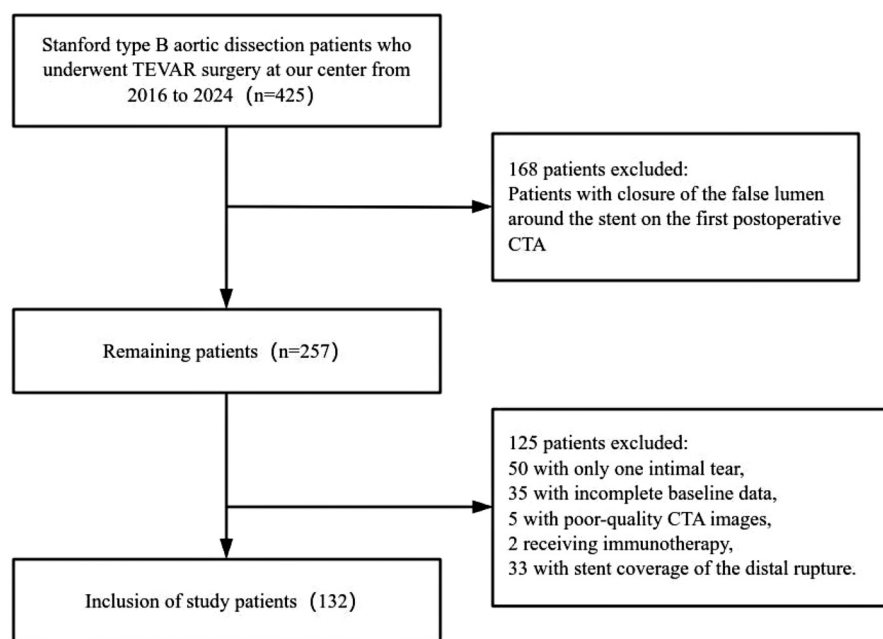 Stanford type B aortic dissection patients who
underwent TEVAR surgery at our center from
2016 to 2024 (n=425)
168 patients excluded:
Patients with closure of the false lumen
around the stent on the first postoperative
CTA
Remaining patients (n=257)
125 patients excluded:
50 with only one intimal tear,
35 with incomplete baseline data,
5 with poor-quality CTA images,
2 receiving immunotherapy,
33 with stent coverage of the distal rupture.
Inclusion of study patients (132)